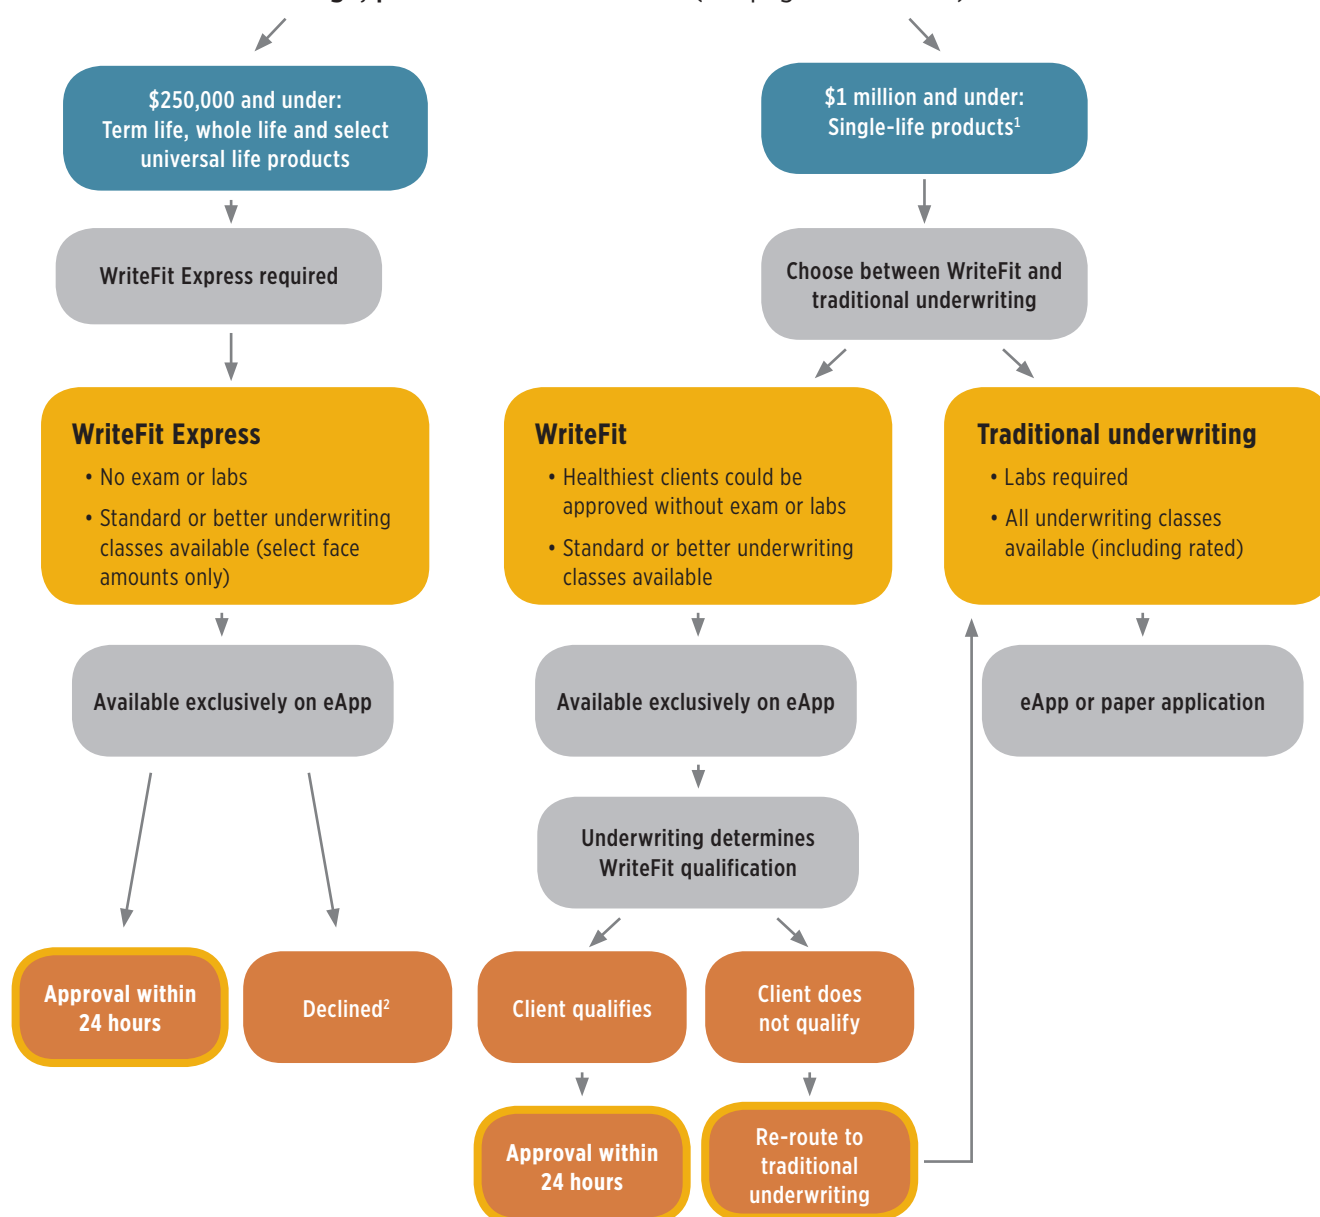 $250,000 and under:
Term life, whole life and select
universal life products
$1 million and under:
Single-life products1
WriteFit Express required
Choose between WriteFit and
traditional underwriting
WriteFit Express
• No exam or labs
• Standard or better underwriting
classes available (select face
amounts only)
WriteFit
• Healthiest clients could be
approved without exam or labs
• Standard or better underwriting
classes available
Traditional underwriting
• Labs required
• All underwriting classes
available (including rated)
Available exclusively on eApp
Available exclusively on eApp
eApp or paper application
Underwriting determines
WriteFit qualification
Approval within
24 hours
Declined2
Client qualifies
Client does
not qualify
Approval within
24 hours
Re-route to
traditional
underwriting